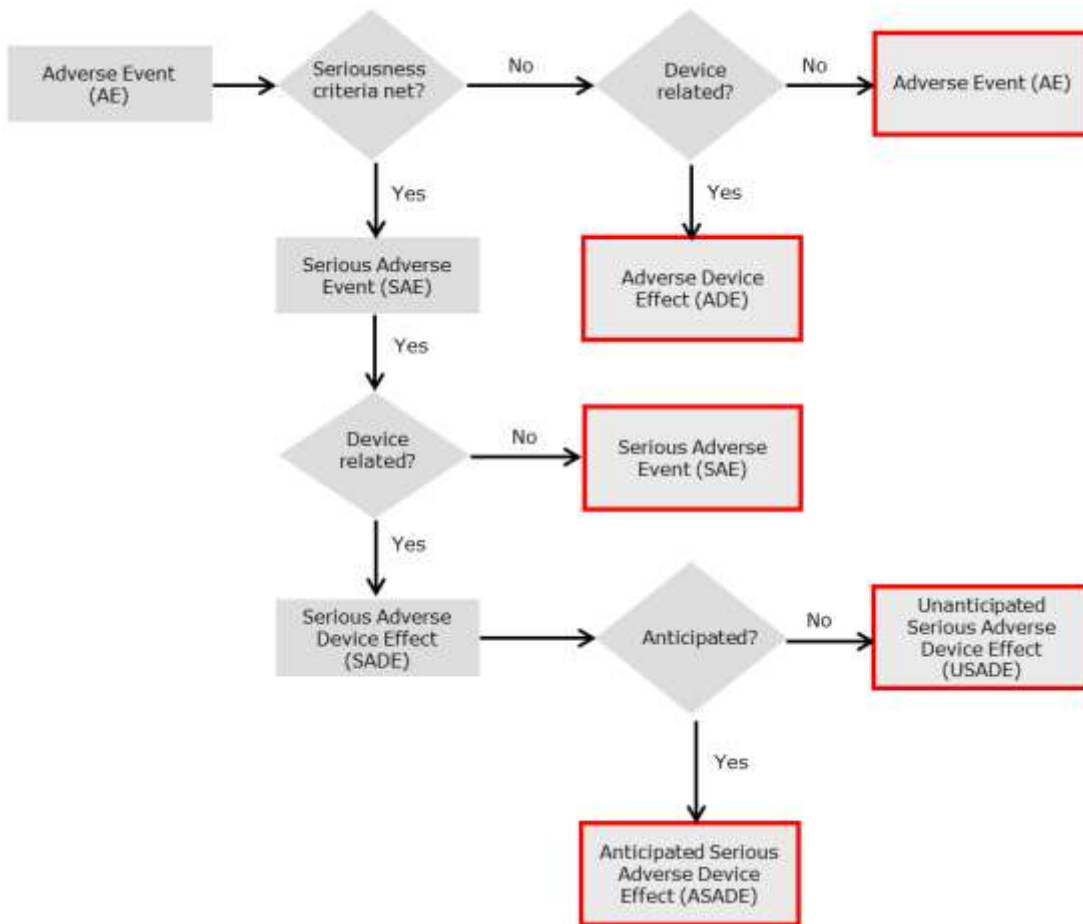 Adverse Event
(AE)
Seriousness
criteria net?
No
Device
related?
No
Adverse Event (AE)
Yes
Yes
Serious Adverse
Event (SAE)
Adverse Device
Effect (ADE)
Yes
Device
related?
No
Serious Adverse
Event (SAE)
Yes
Serious Adverse
Device Effect
(SADE)
Anticipated?
No
Unanticipated
Serious Adverse
Device Effect
(USADE)
Yes
Anticipated Serious
Adverse Device
Effect (ASADE)